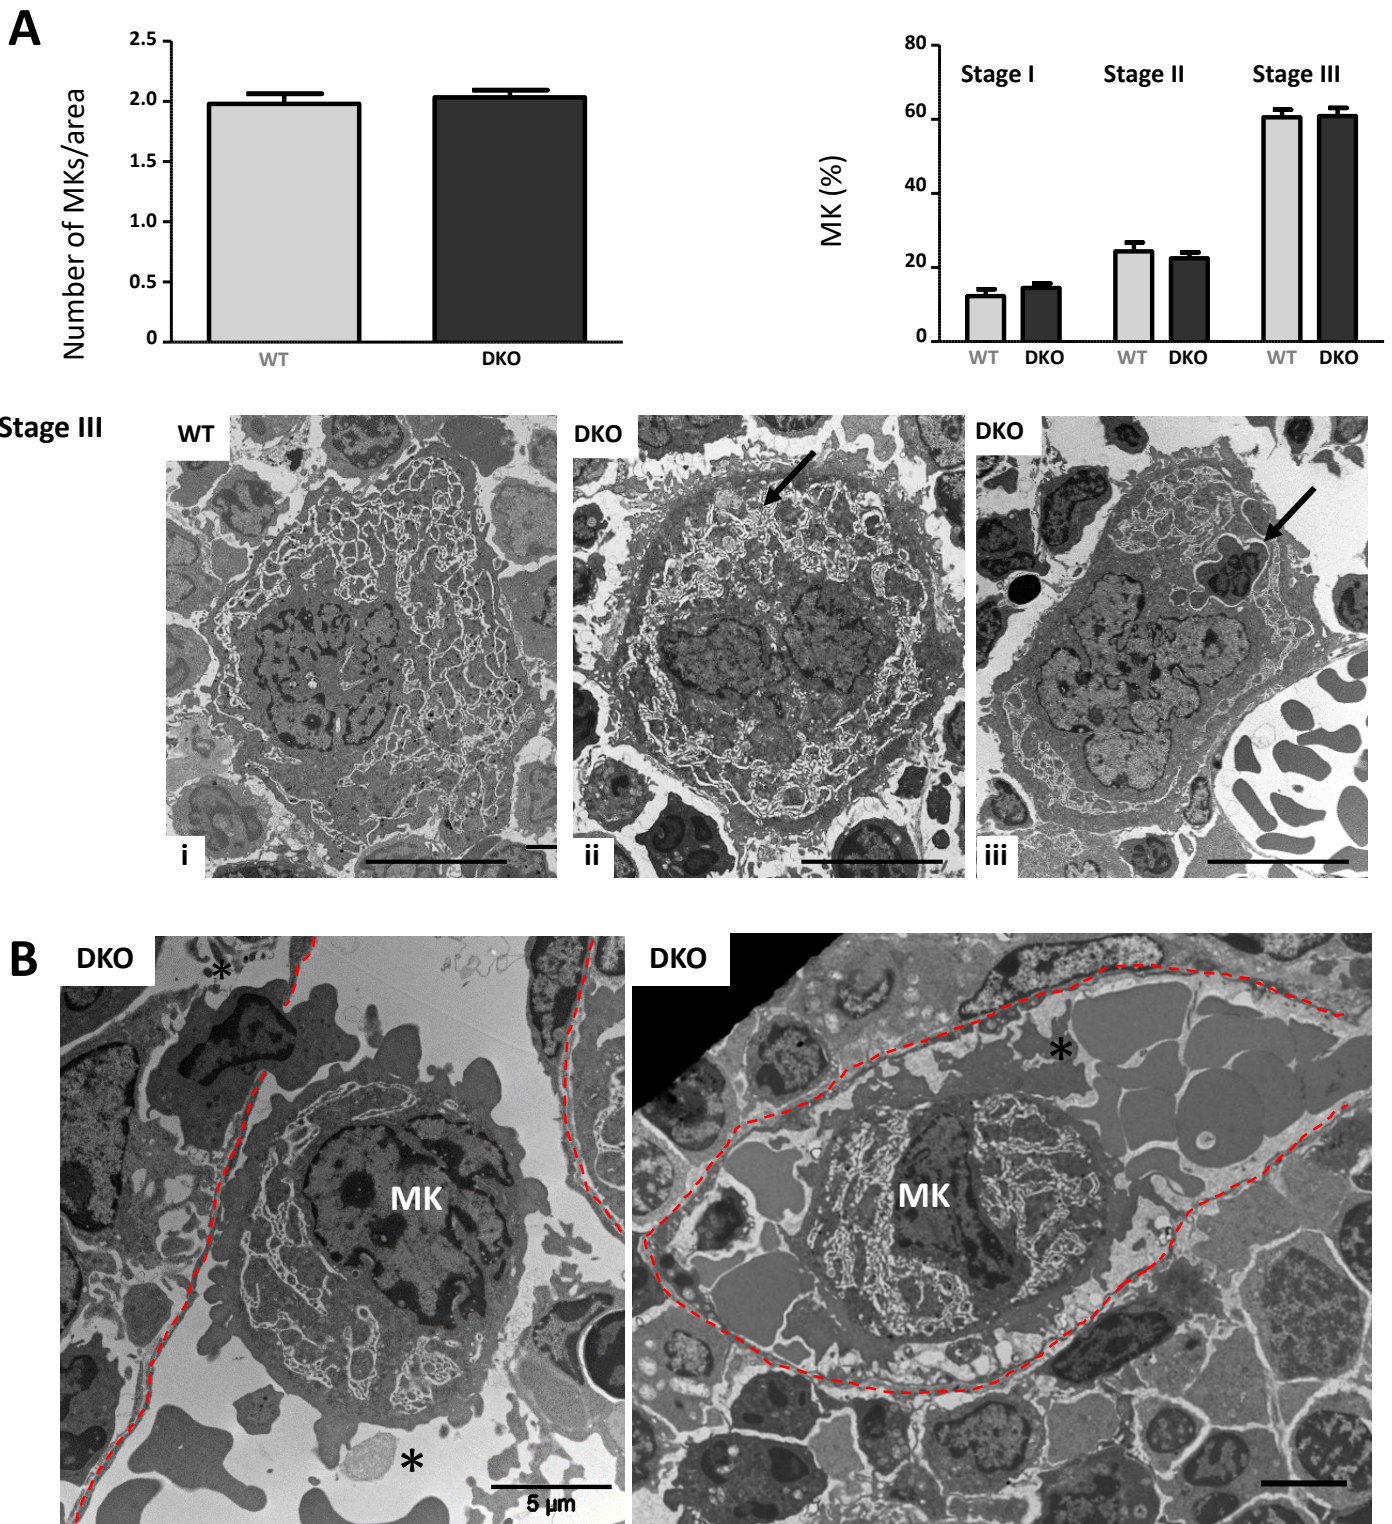 A
Number of MKs/area
2.5
2.0
1.5
1.0
0.5
0
WT
DKO
MK (%)
80
60
40
20
0
Stage I
Stage II
Stage III
WT
DKO
WT
DKO
WT
DKO
Stage III
WT
DKO
DKO
i
ii
iii
B
DKO
DKO
*
*
*
MK
MK
5 µm